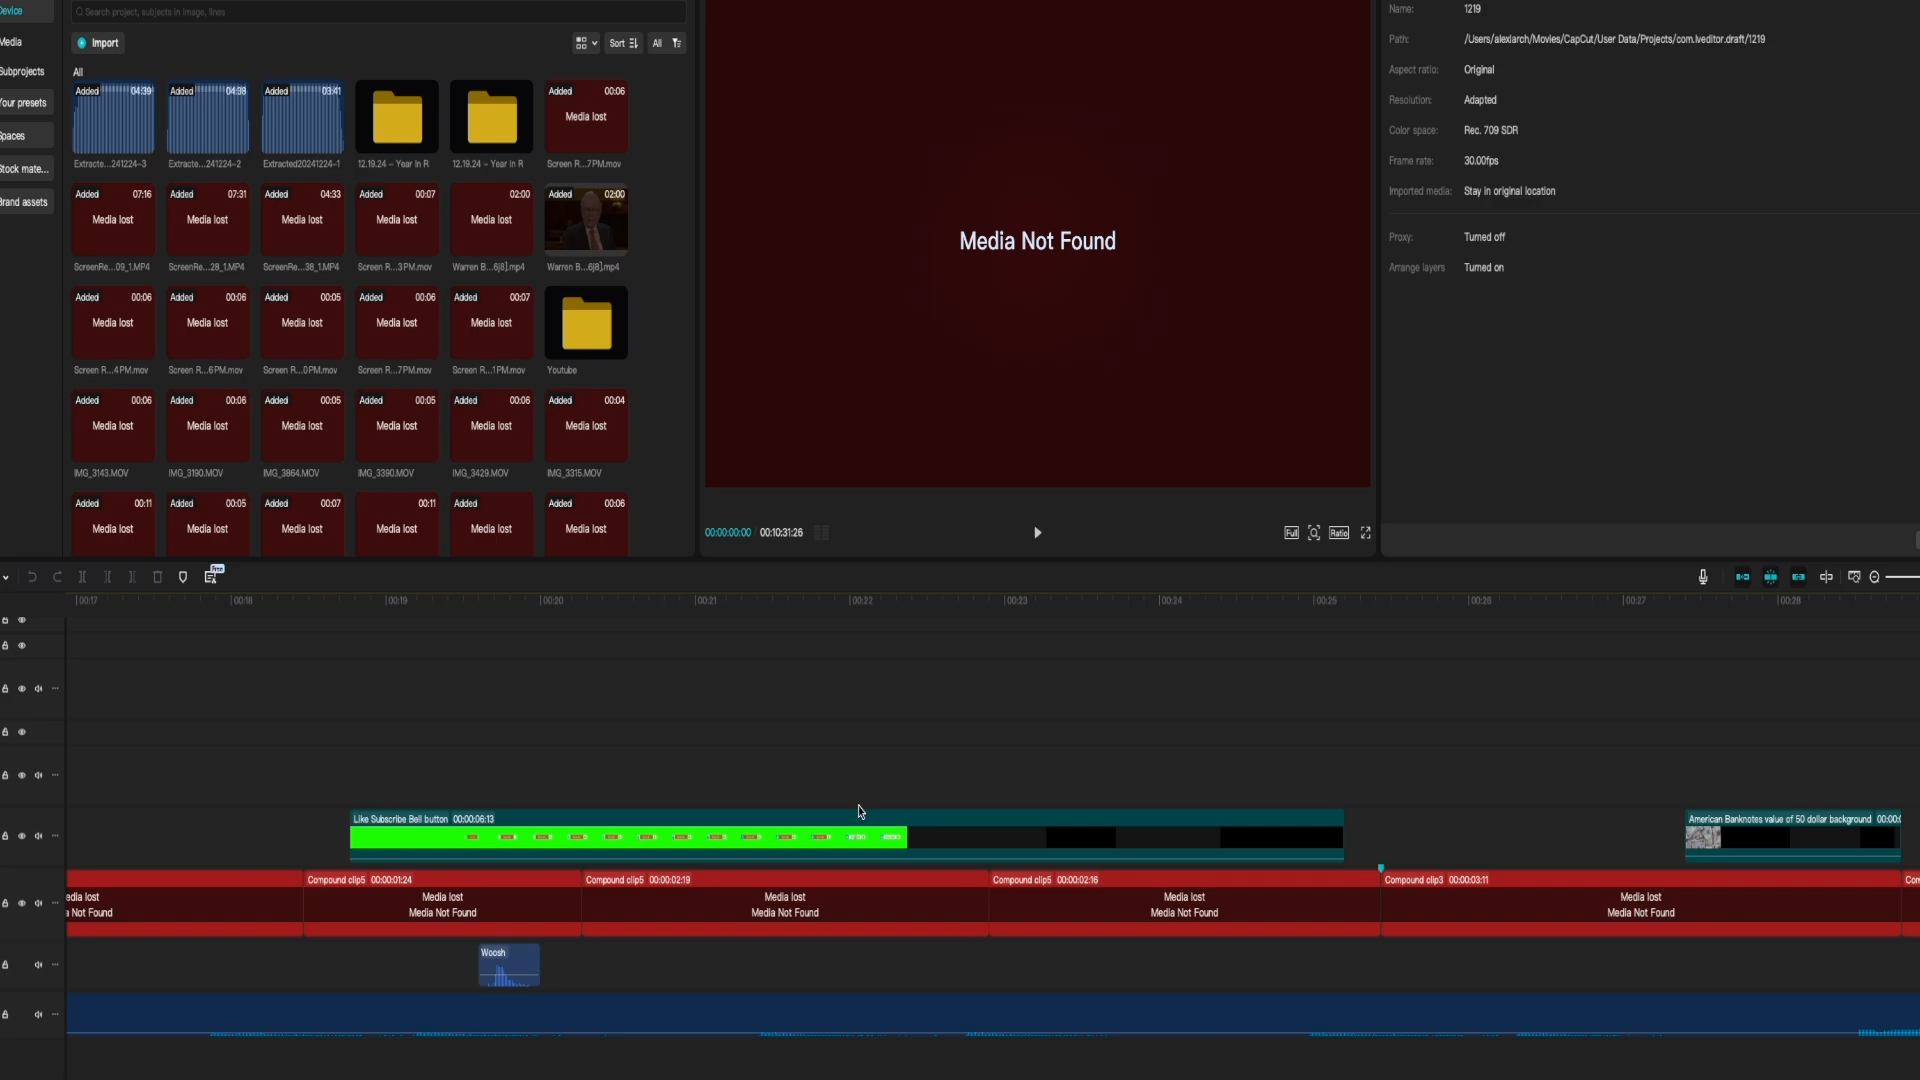 Device
Search project, subjects in image, lines
Media
Import
Sort
All
Subprojects
Your presets
Spaces
Stock mate...
Brand assets
All
Added 04:39
Added 04:38
Added 03:41
Added 00:06
Media lost
Extracte...241224-3
Extracte...241224-2
Extracted20241224-1
12.19.24 - Year In R
12.19.24 - Year in R
Screen R...7PM.mov
Added 07:16
Added 07:31
Added 04:33
Added 00:07
02:00
Added 02:00
Media lost
Media lost
Media lost
Media lost
Media lost
ScreenRe...09_1.MP4
ScreenRe...28_1.MP4
ScreenRe...38_1.MP4
Screen R...3PM.mov
Warren B...6j8].mp4
Warren B...6j8].mp4
Added 00:06
Added 00:06
Added 00:05
Added 00:06
Added 00:07
Media lost
Media lost
Media lost
Media lost
Media lost
Screen R...4PM.mov
Screen R...6PM.mov
Screen R...0PM.mov
Screen R...7PM.mov
Screen R...1PM.mov
Youtube
Added 00:06
Added 00:06
Added 00:05
Added 00:05
Added 00:06
Added 00:04
Media lost
Media lost
Media lost
Media lost
Media lost
Media lost
IMG_3143.MOV
IMG_3190.MOV
IMG_3864.MOV
IMG_3390.MOV
IMG_3429.MOV
IMG_3315.MOV
Added 00:11
Added 00:05
Added 00:07
00:11
Added
Added 00:06
Media lost
Media lost
Media lost
Media lost
Media lost
Media lost
Media Not Found
00:00:00:00 00:10:31:26
Full
Ratio
Name: 1219
Path: /Users/alexlarch/Movies/CapCut/User Data/Projects/com.lveditor.draft/1219
Aspect ratio: Original
Resolution: Adapted
Color space: Rec. 709 SDR
Frame rate: 30.00fps
Imported media: Stay in original location
Proxy: Turned off
Arrange layers Turned on
Free
00:17 00:18 00:19 00:20 00:21 00:22 00:23 00:24 00:25 00:26 00:27 00:28
Like Subscribe Bell button 00:00:06:13
American Banknotes value of 50 dollar background 00:00:0
Compound clip5 00:00:01:24
Compound clip5 00:00:02:19
Compound clip5 00:00:02:16
Compound clip3 00:00:03:11
Com
edia lost
Media lost
Media lost
Media lost
Media lost
a Not Found
Media Not Found
Media Not Found
Media Not Found
Media Not Found
Woosh